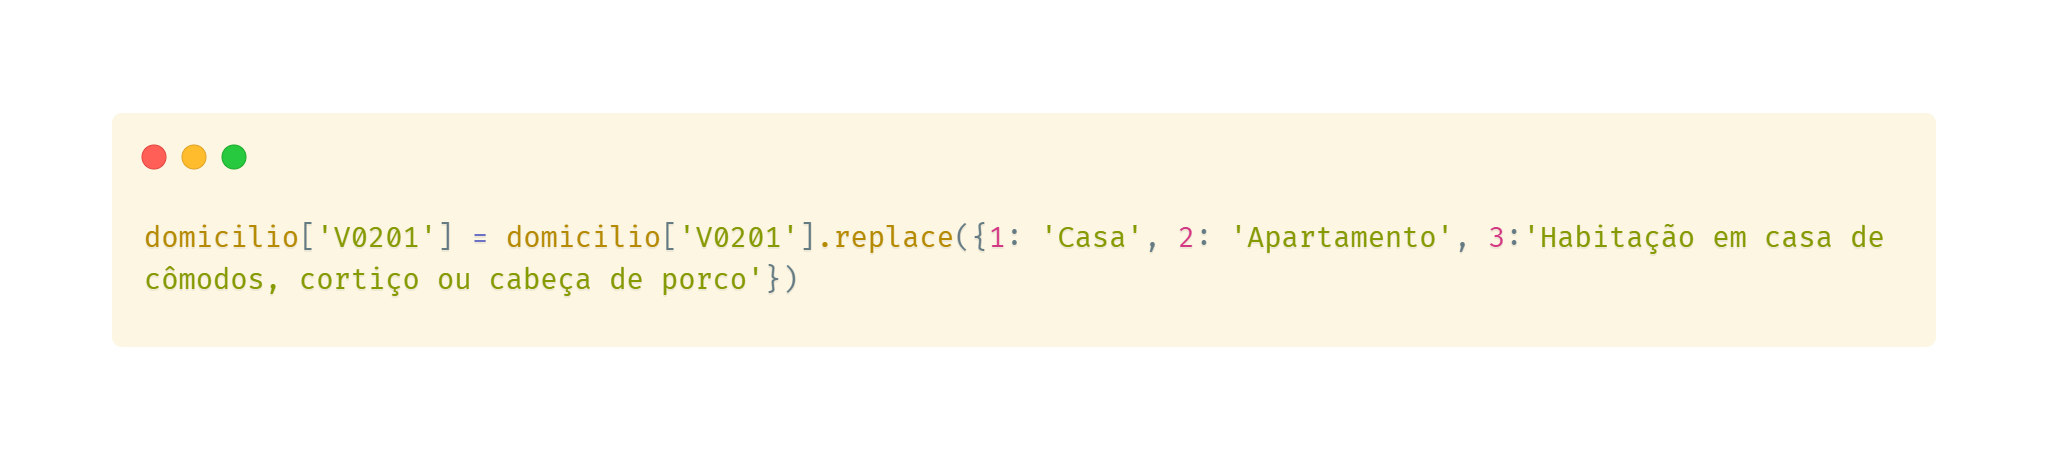 domicilio['V0201'] = domicilio['V0201'].replace({1: 'Casa', 2: 'Apartamento', 3:'Habitação em casa de
cômodos, cortiço ou cabeça de porco'})